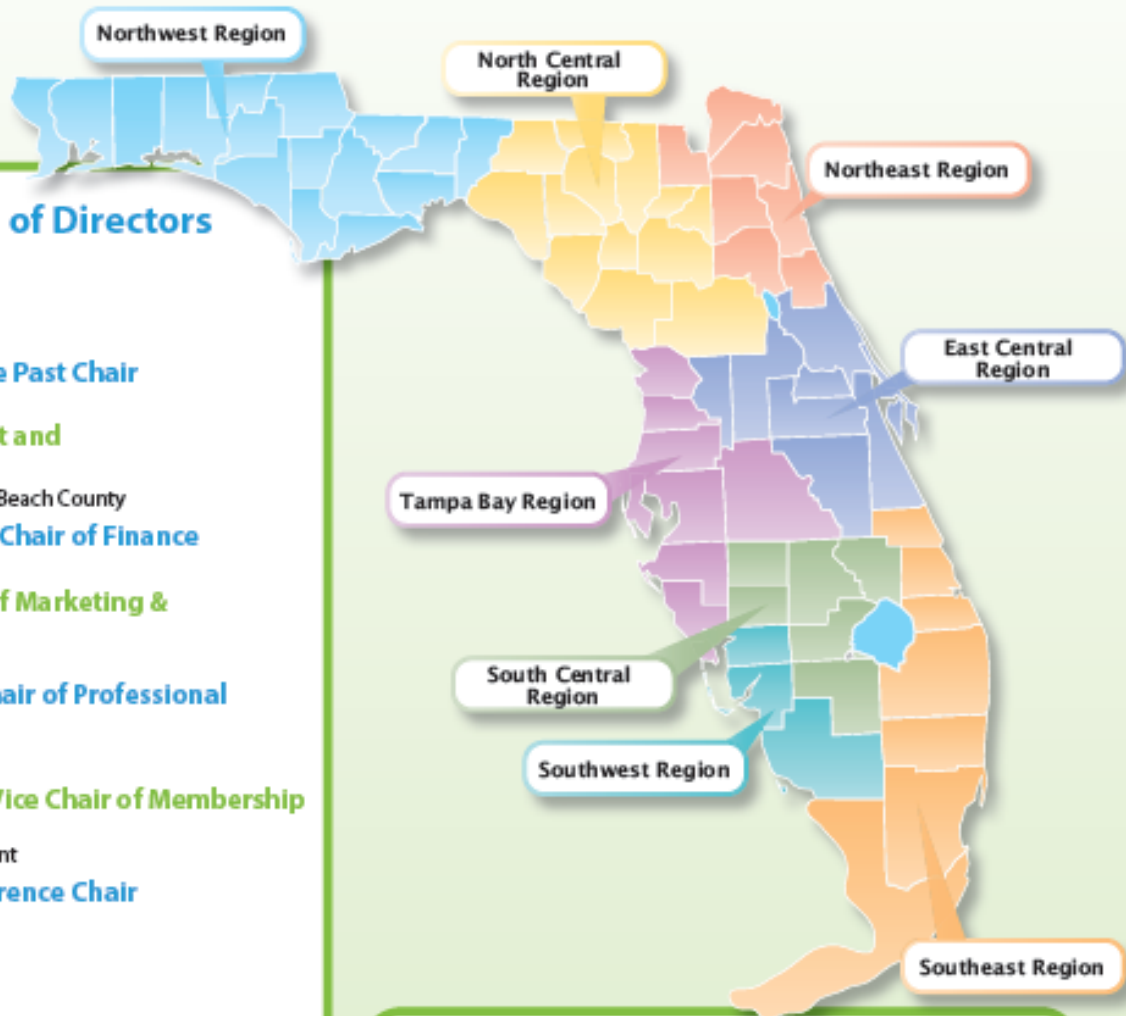 Northwest Region
North Central
Region
Northeast Region
of Directors
East Central
Region
e Past Chair
t and
Beach County
Tampa Bay Region
Chair of Finance
f Marketing &
South Central
Region
air of Professional
Southwest Region
Vice Chair of Membership
nt
rence Chair
Southeast Region